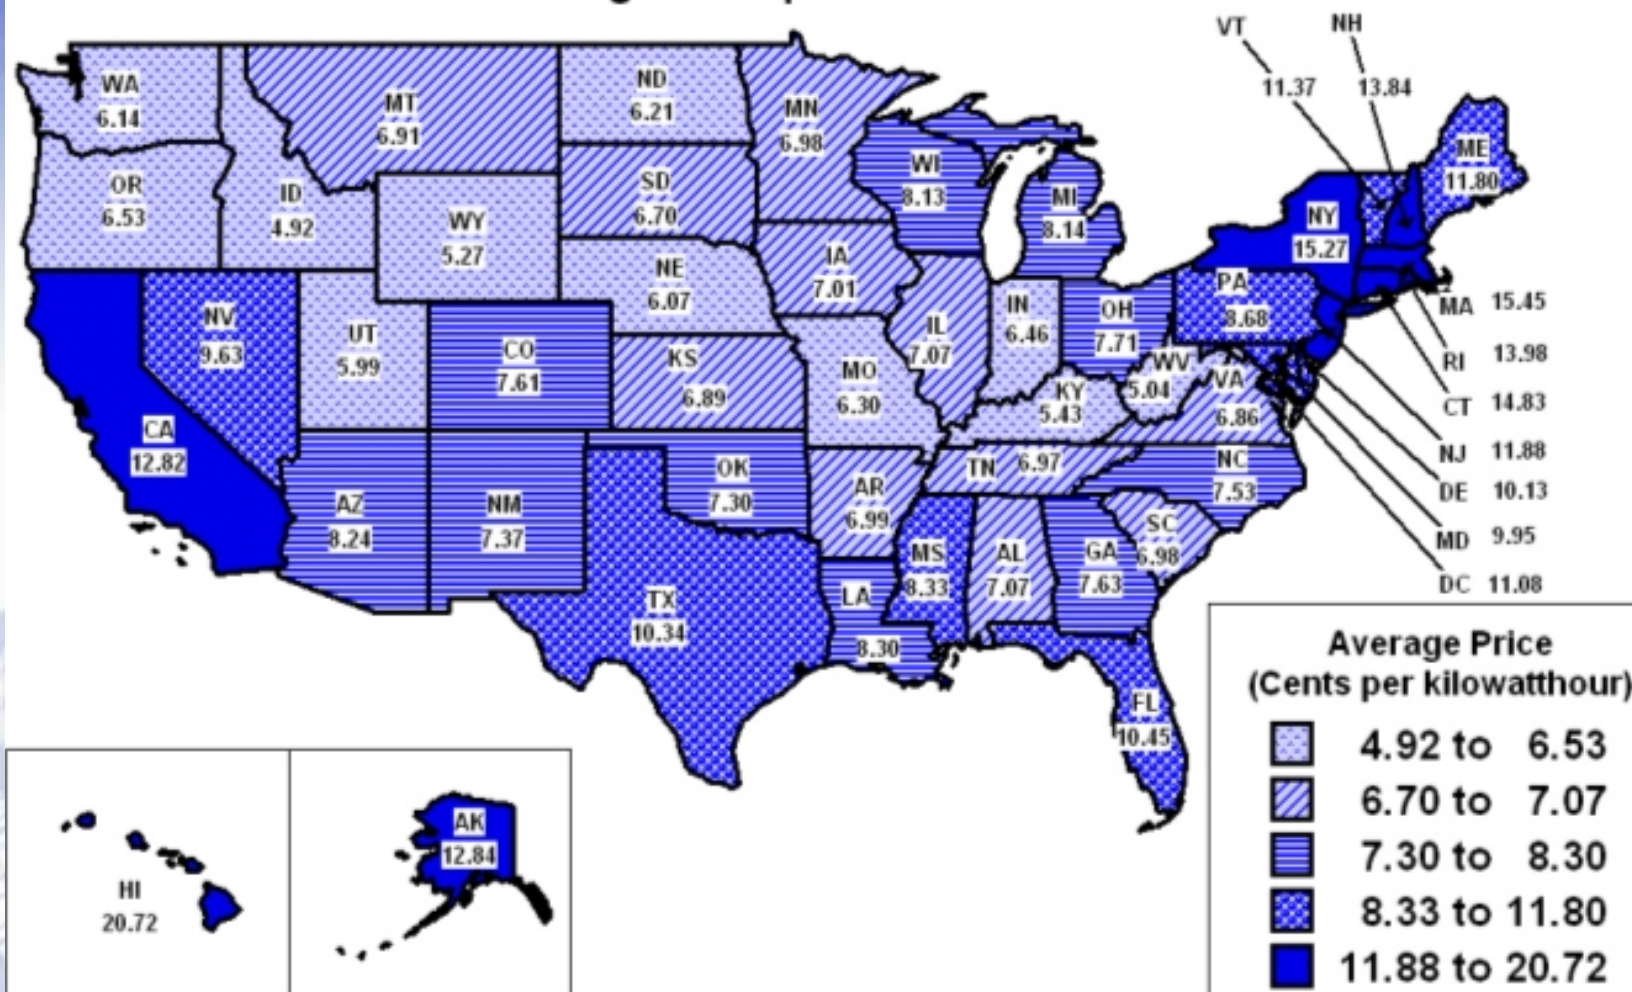 VT
NH
11.37
13.84
WA
6.14
MT
6.91
ND
6.21
MN
6.98
OR
6.53
ID
4.92
WY
5.27
SD
6.70
WI
8.13
MI
8.14
ME
11.80
NY
15.27
NE
6.07
IA
7.01
NV
9.63
UT
5.99
CO
7.61
KS
6.89
MO
6.30
IL
7.07
IN
6.46
OH
7.71
PA
8.68
WV
5.04
VA
6.86
KY
5.43
MA 15.45
RI 13.98
CT 14.83
NJ 11.88
DE 10.13
MD 9.95
DC 11.08
CA
12.82
AZ
8.24
NM
7.37
OK
7.30
AR
6.99
TN 6.97
NC
7.53
SC
6.98
MS
8.33
AL
7.07
GA
7.63
TX
10.34
LA
8.30
FL
10.45
HI
20.72
AK
12.84
Average Price
(Cents per kilowatthour)
4.92 to 6.53
6.70 to 7.07
7.30 to 8.30
8.33 to 11.80
11.88 to 20.72